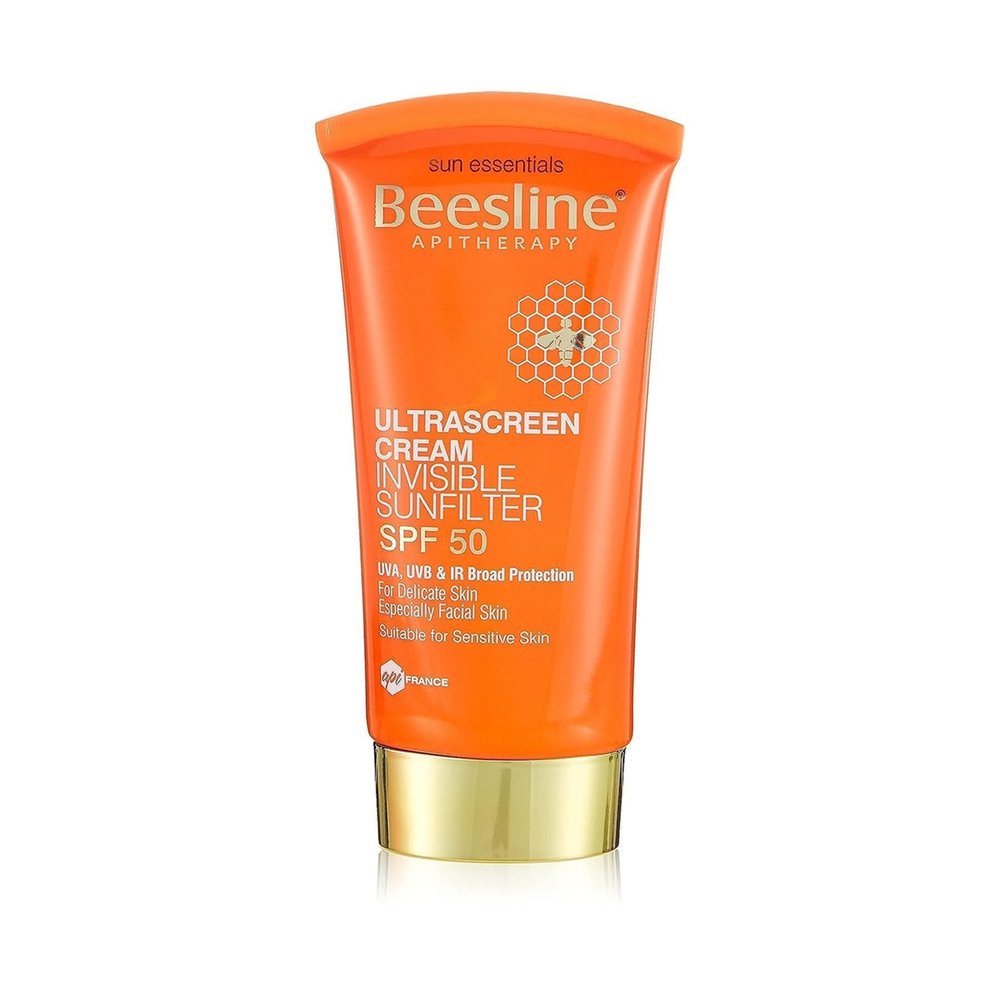 sun essentials
Beesline®
APITHERAPY
ULTRASCREEN
CREAM
INVISIBLE
SUNFILTER
SPF 50
UVA, UVB & IR Broad Protection
For Delicate Skin
Especially Facial Skin
Suitable for Sensitive Skin
api FRANCE